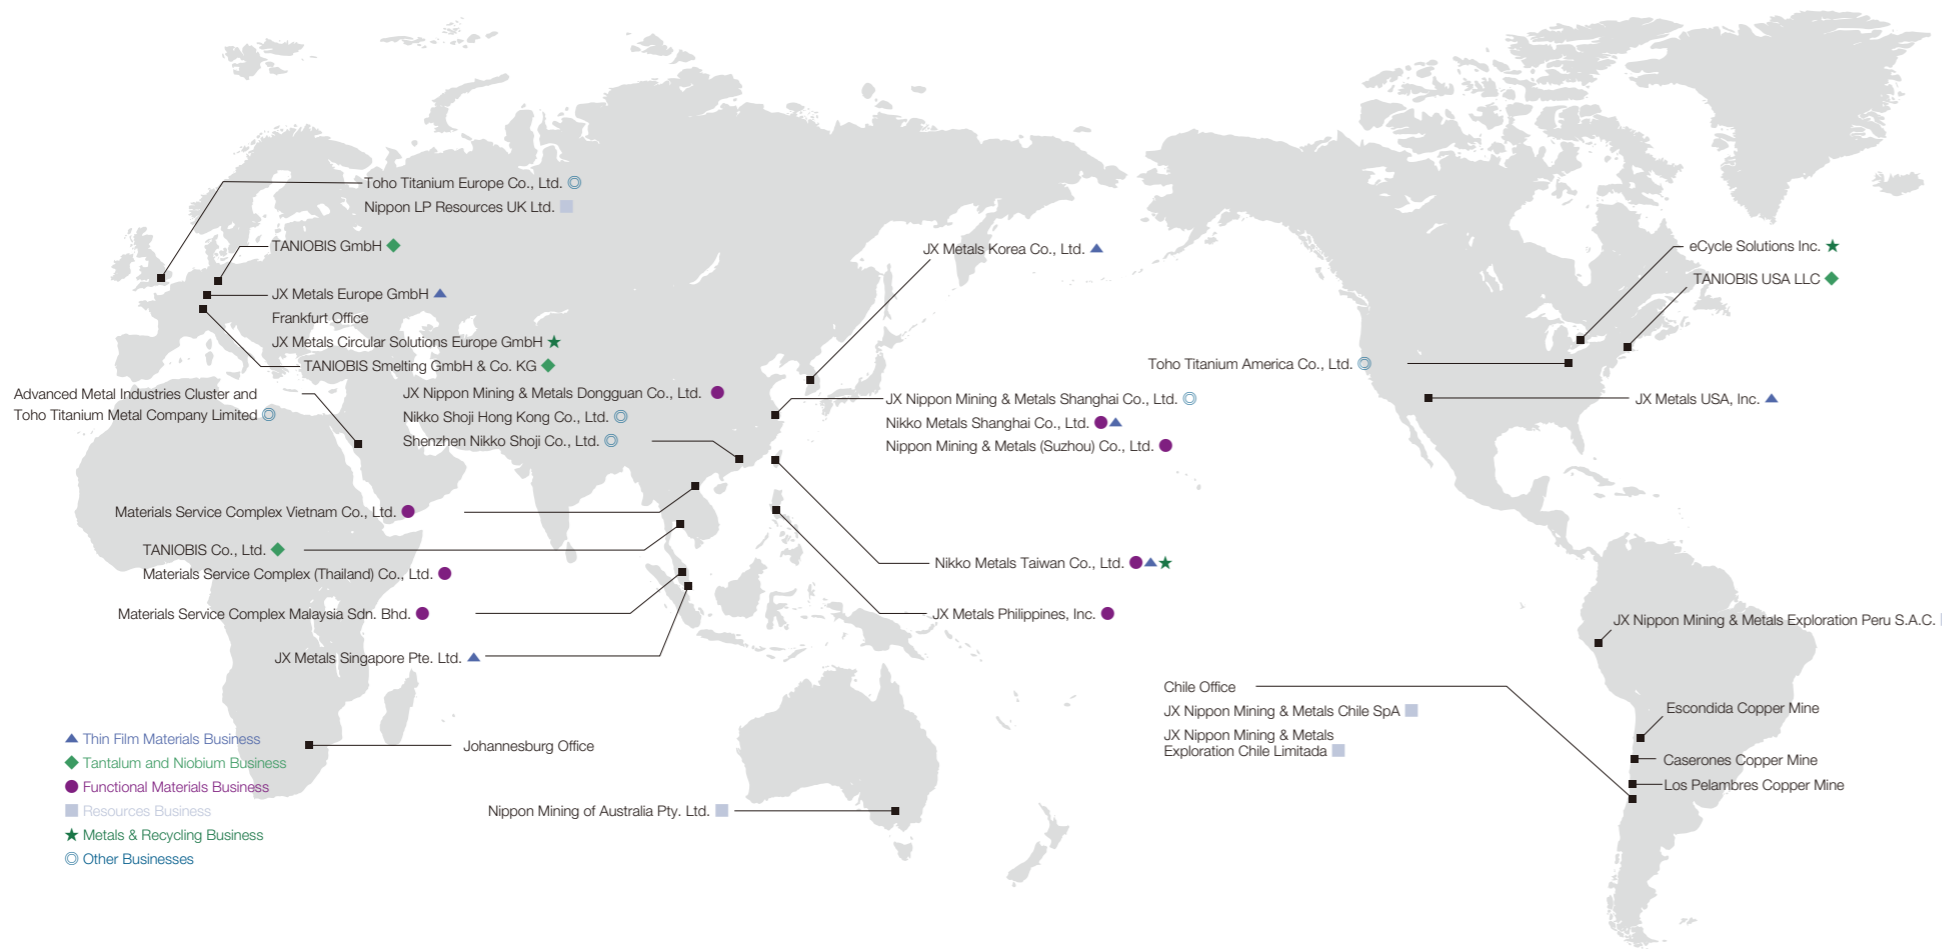 Toho Titanium Europe Co., Ltd.
Nippon LP Resources UK Ltd.
TANIOBIS GmbH
JX Metals Europe GmbH
Frankfurt Office
JX Metals Circular Solutions Europe GmbH
TANIOBIS Smelting GmbH & Co. KG
Advanced Metal Industries Cluster and
Toho Titanium Metal Company Limited
JX Nippon Mining & Metals Dongguan Co., Ltd.
Nikko Shoji Hong Kong Co., Ltd.
Shenzhen Nikko Shoji Co., Ltd.
Materials Service Complex Vietnam Co., Ltd.
TANIOBIS Co., Ltd.
Materials Service Complex (Thailand) Co., Ltd.
Materials Service Complex Malaysia Sdn. Bhd.
JX Metals Singapore Pte. Ltd.
Johannesburg Office
Nippon Mining of Australia Pty. Ltd.
JX Metals Korea Co., Ltd.
JX Nippon Mining & Metals Shanghai Co., Ltd.
Nikko Metals Shanghai Co., Ltd.
Nippon Mining & Metals (Suzhou) Co., Ltd.
Nikko Metals Taiwan Co., Ltd.
JX Metals Philippines, Inc.
eCycle Solutions Inc.
TANIOBIS USA LLC
Toho Titanium America Co., Ltd.
JX Metals USA, Inc.
JX Nippon Mining & Metals Exploration Peru S.A.C.
Chile Office
JX Nippon Mining & Metals Chile SpA
JX Nippon Mining & Metals
Exploration Chile Limitada
Escondida Copper Mine
Caserones Copper Mine
Los Pelambres Copper Mine
Thin Film Materials Business
Tantalum and Niobium Business
Functional Materials Business
Resources Business
Metals & Recycling Business
Other Businesses